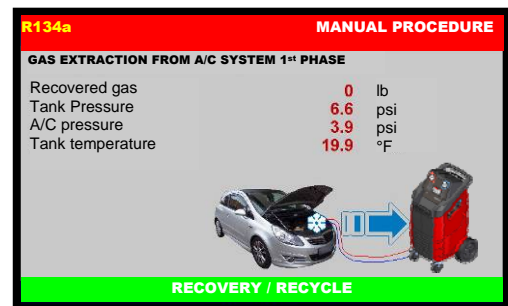 R134a MANUAL PROCEDURE
GAS EXTRACTION FROM A/C SYSTEM 1st PHASE
Recovered gas 0 lb
Tank Pressure 6.6 psi
A/C pressure 3.9 psi
Tank temperature 19.9 °F
RECOVERY / RECYCLE